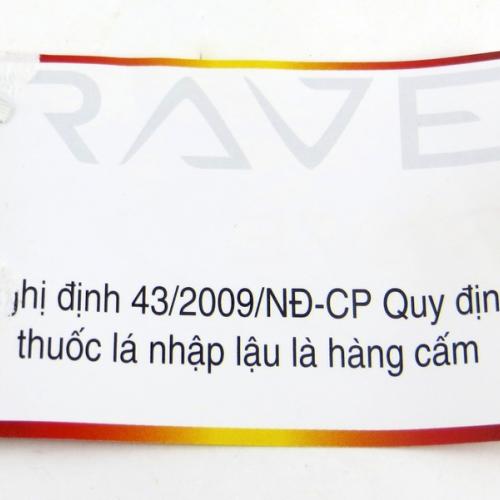 RAVE
ghị định 43/2009/NĐ-CP Quy địn
thuốc lá nhập lậu là hàng cấm